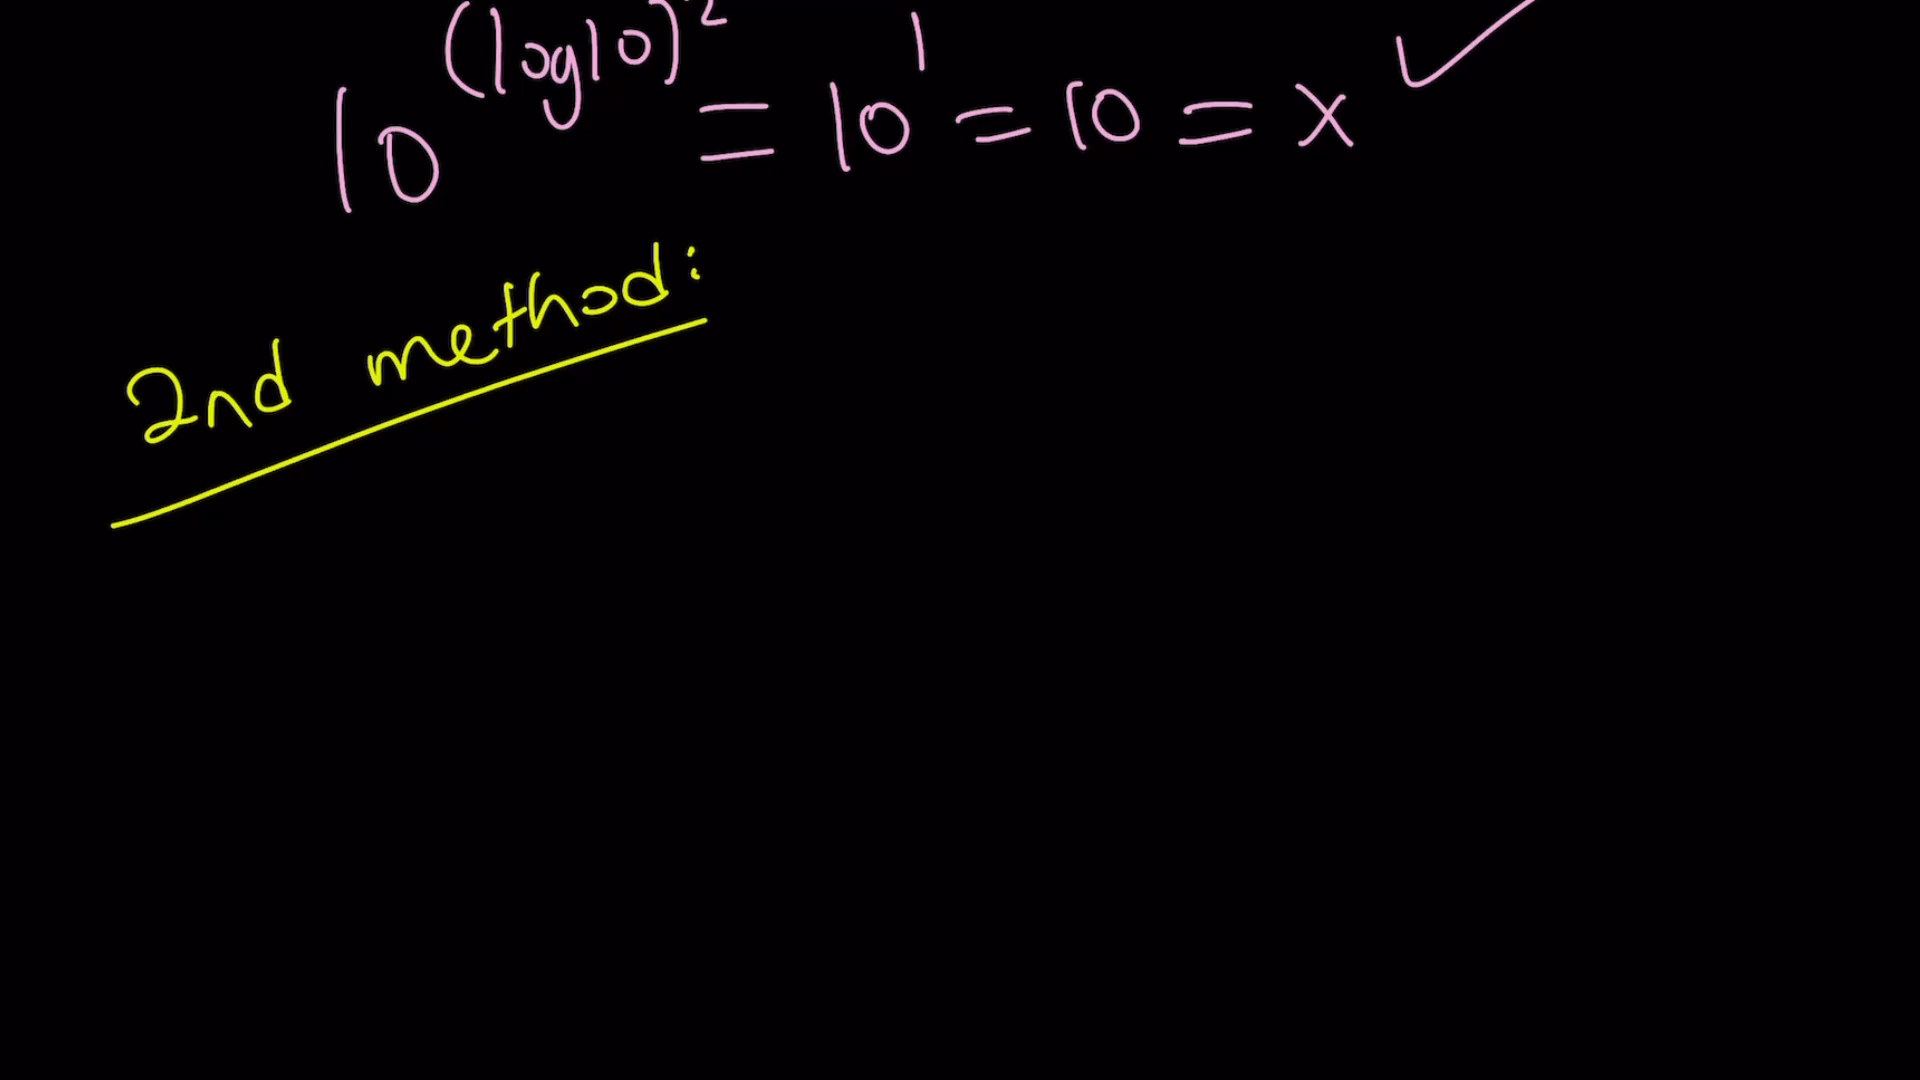 10^(log10)^2 = 10^1 = 10 = x ✓
2nd method: